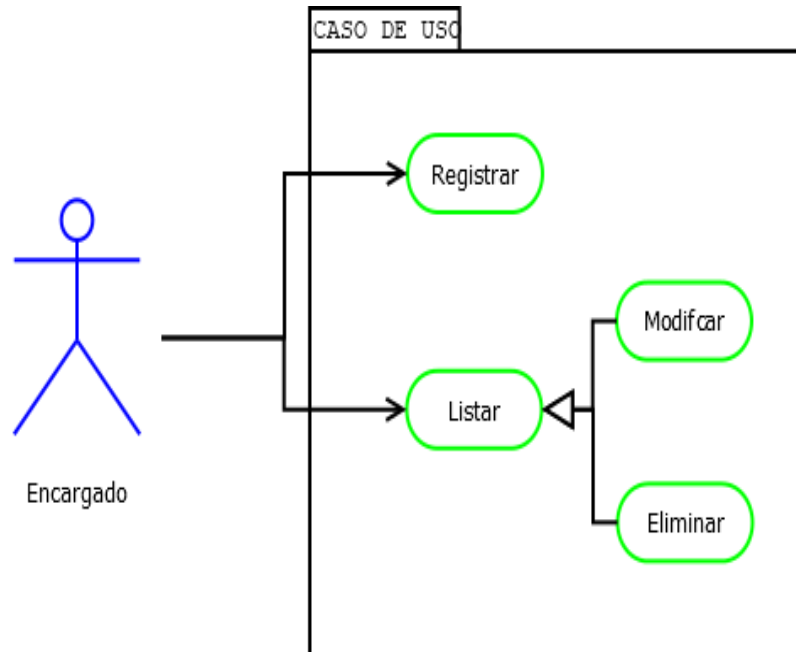 CASO DE USO
Registrar
Modifcar
Listar
Encargado
Eliminar